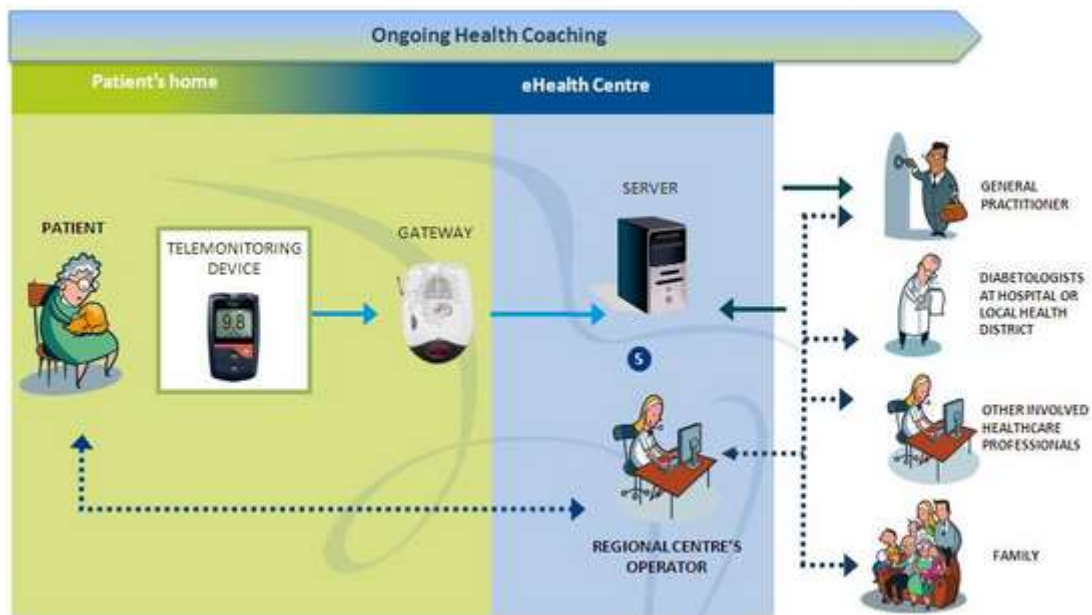 Ongoing Health Coaching
Patient's home
eHealth Centre
PATIENT
TELEMONITORING
DEVICE
9.8
GATEWAY
SERVER
5
REGIONAL CENTRE'S
OPERATOR
GENERAL
PRACTITIONER
DIABETOLOGISTS
AT HOSPITAL OR
LOCAL HEALTH
DISTRICT
OTHER INVOLVED
HEALTHCARE
PROFESSIONALS
FAMILY